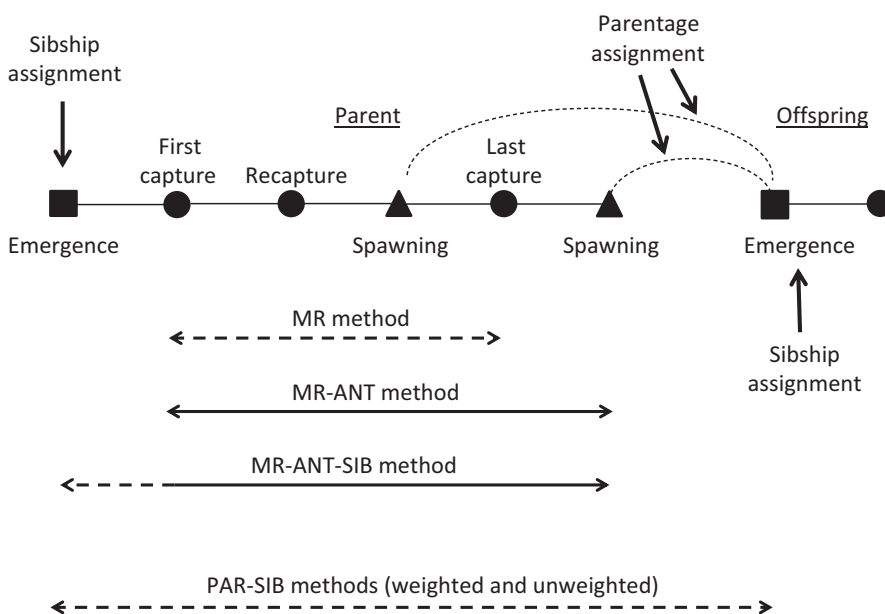 Parentage
assignment
Sibship
assignment
Parent
Offspring
First
capture
Recapture
Last
capture
Emergence
Spawning
Spawning
Emergence
MR method
Sibship
assignment
MR-ANT method
MR-ANT-SIB method
PAR-SIB methods (weighted and unweighted)